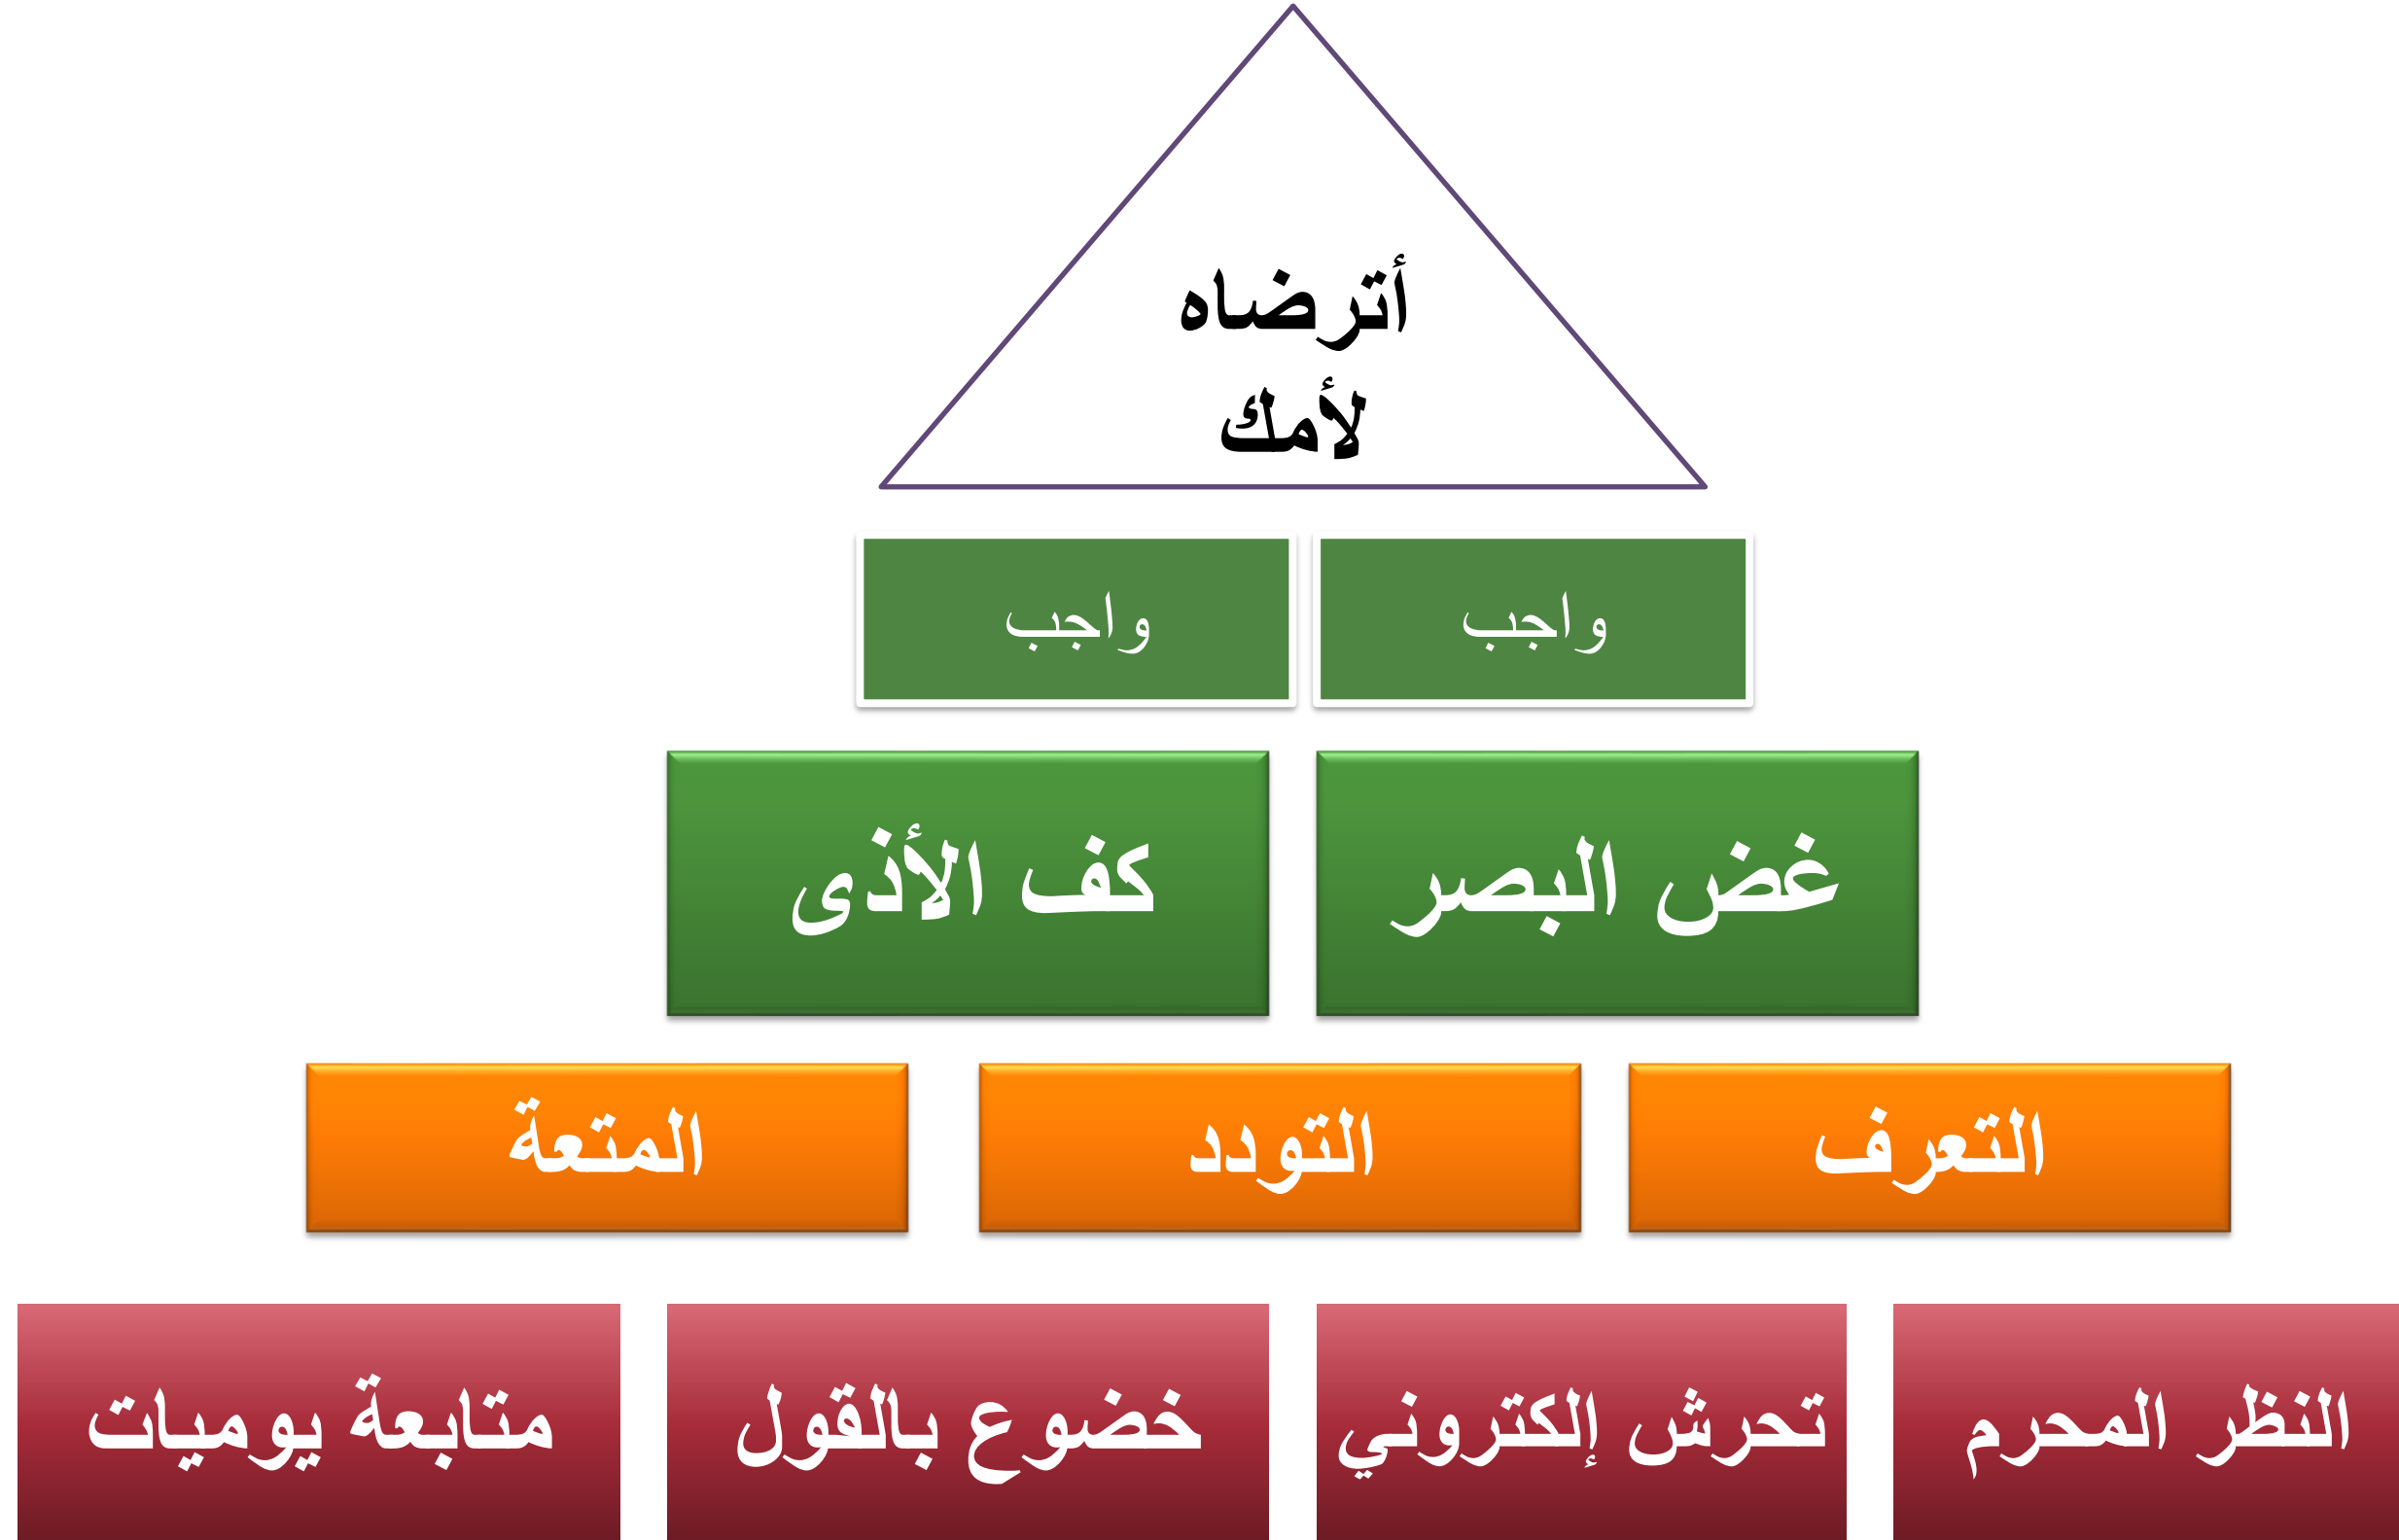 أترضاه
لأمك
واجب
واجب
غض البصر
كف الأذى
التعرف
التودد
المتعة
النظر المحرم
تحرش إلكتروني
خضوع بالقول
متابعة يوميات